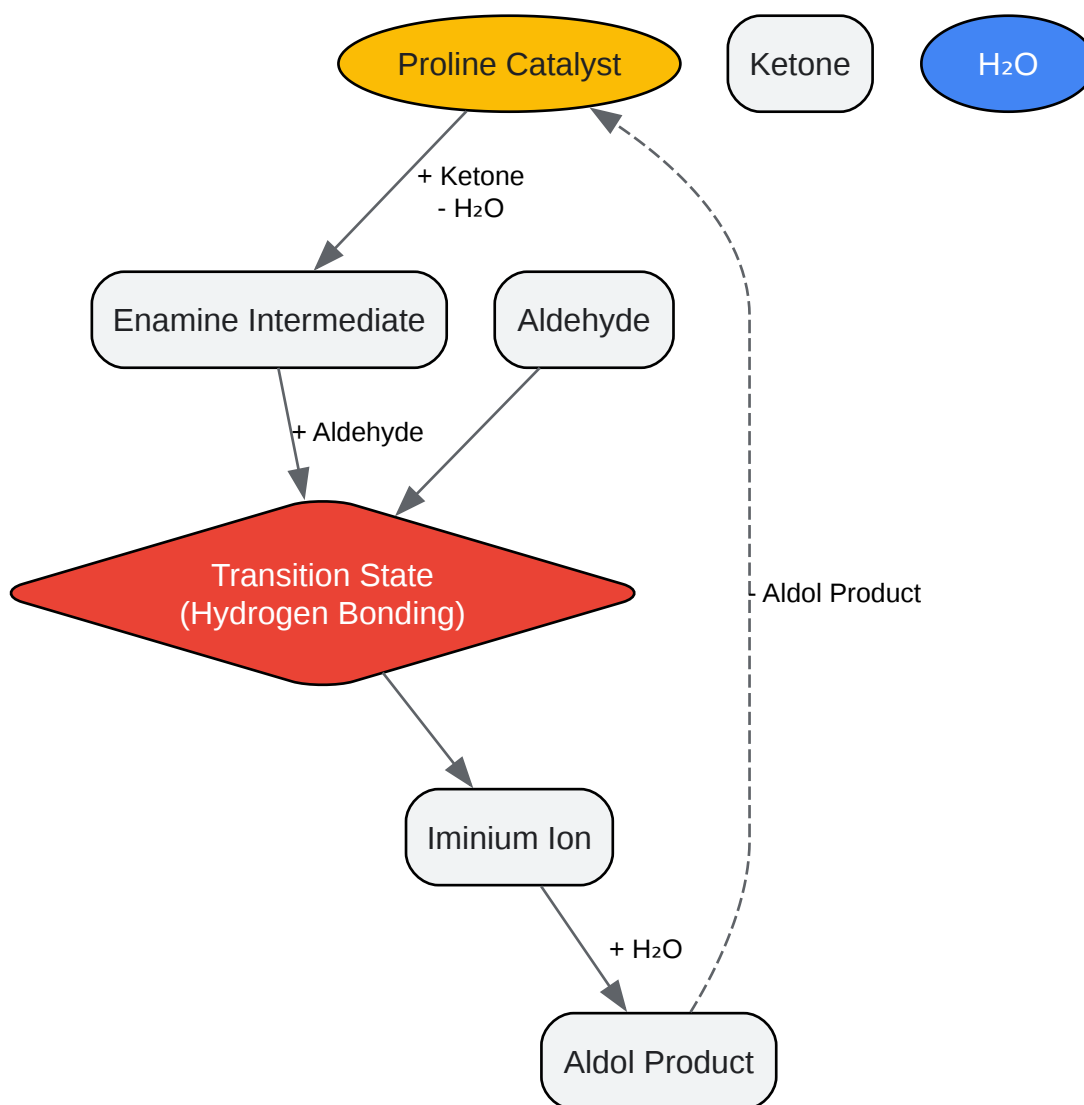 Proline Catalyst
Ketone
H₂O
+ Ketone
- H₂O
Enamine Intermediate
Aldehyde
+ Aldehyde
Transition State
(Hydrogen Bonding)
- Aldol Product
Iminium Ion
+ H₂O
Aldol Product